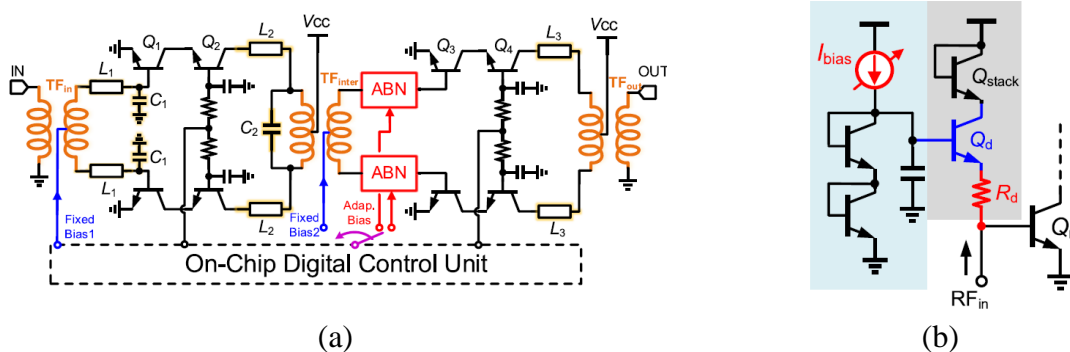 IN
TFin
L1
L1
C1
C1
Q1
Q2
L2
L2
C2
VCC
TFinter
ABN
ABN
Q3
Q4
L3
L3
VCC
TFout
OUT
Fixed
Bias1
Fixed
Bias2
Adap.
Bias
On-Chip Digital Control Unit
(a)
Ibias
Qstack
Qd
Rd
RFin
(b)